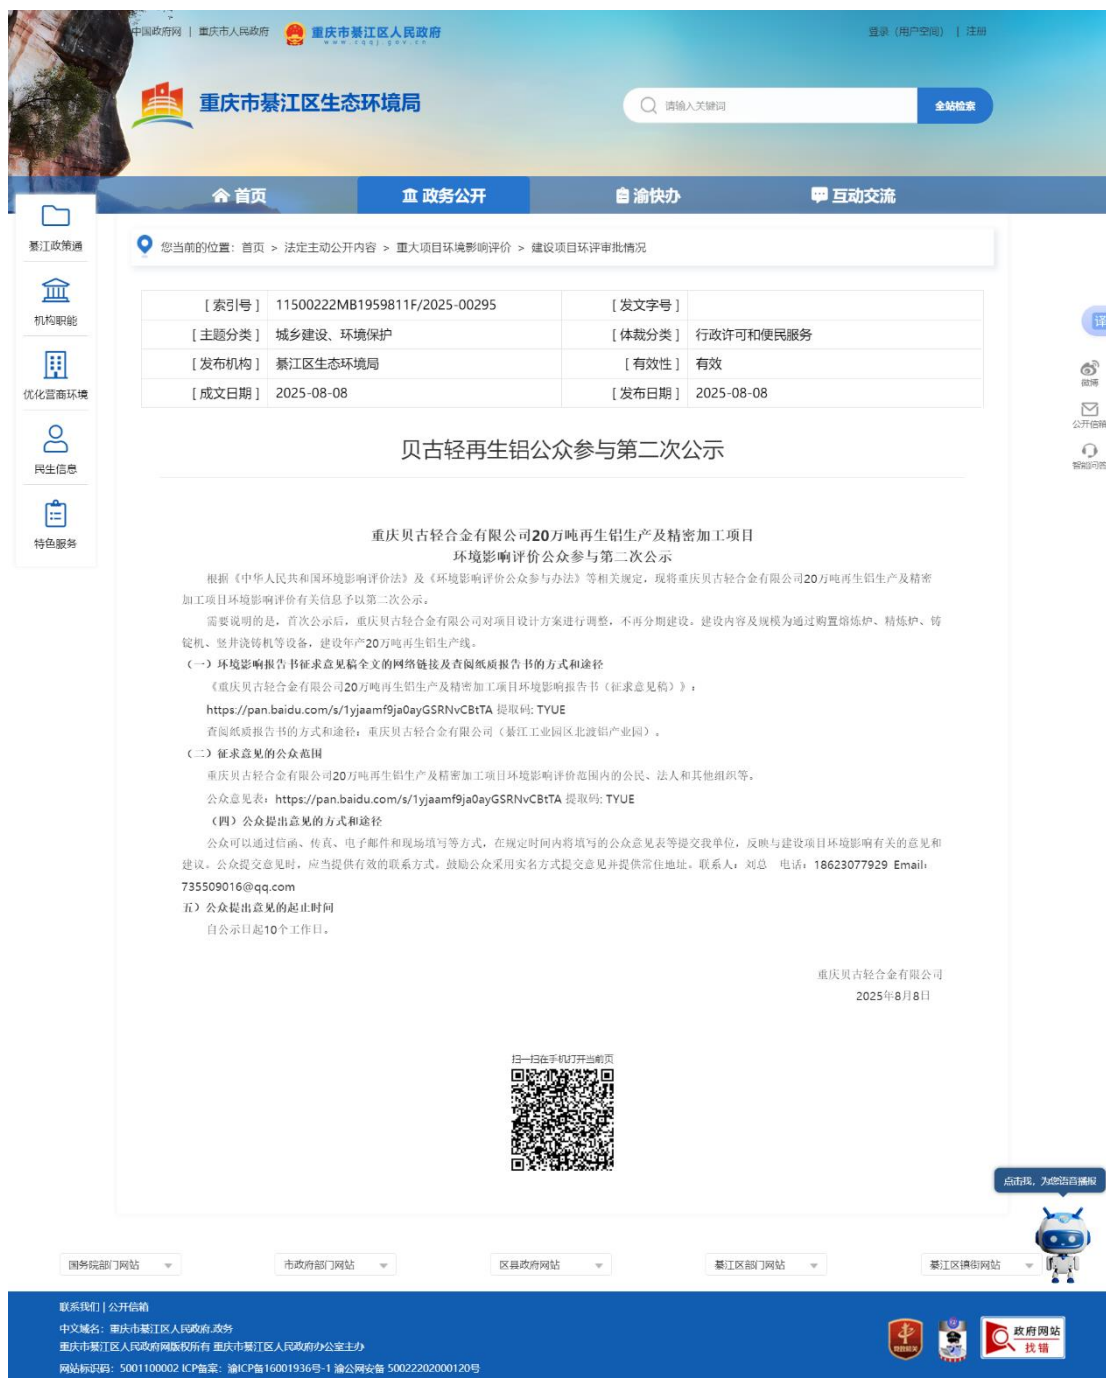 中国政府网 | 重庆市人民政府 重庆市綦江区人民政府 登录（用户空间） | 注册
www.cqqj.gov.cn
重庆市綦江区生态环境局
请输入关键词 全站检索
首页 政务公开 渝快办 互动交流
綦江政策通
机构职能
优化营商环境
民生信息
特色服务
您当前的位置：首页 > 法定主动公开内容 > 重大项目环境影响评价 > 建设项目环评审批情况
[ 索引号 ] 11500222MB1959811F/2025-00295 [ 发文字号 ]
[ 主题分类 ] 城乡建设、环境保护 [ 体裁分类 ] 行政许可和便民服务
[ 发布机构 ] 綦江区生态环境局 [ 有效性 ] 有效
[ 成文日期 ] 2025-08-08 [ 发布日期 ] 2025-08-08
译
微博
公开信箱
智能问答
贝古轻再生铝公众参与第二次公示
重庆贝古轻合金有限公司20万吨再生铝生产及精密加工项目
环境影响评价公众参与第二次公示
根据《中华人民共和国环境影响评价法》及《环境影响评价公众参与办法》等相关规定，现将重庆贝古轻合金有限公司20万吨再生铝生产及精密
加工项目环境影响评价有关信息予以第二次公示。
需要说明的是，首次公示后，重庆贝古轻合金有限公司对项目设计方案进行调整，不再分期建设。建设内容及规模为通过购置熔炼炉、精炼炉、铸
锭机、竖井浇铸机等设备，建设年产20万吨再生铝生产线。
（一）环境影响报告书征求意见稿全文的网络链接及查阅纸质报告书的方式和途径
《重庆贝古轻合金有限公司20万吨再生铝生产及精密加工项目环境影响报告书（征求意见稿）》：
https://pan.baidu.com/s/1yjaamf9ja0ayGSRNvCBtTA 提取码: TYUE
查阅纸质报告书的方式和途径：重庆贝古轻合金有限公司（綦江工业园区北渡铝产业园）。
（二）征求意见的公众范围
重庆贝古轻合金有限公司20万吨再生铝生产及精密加工项目环境影响评价范围内的公民、法人和其他组织等。
公众意见表：https://pan.baidu.com/s/1yjaamf9ja0ayGSRNvCBtTA 提取码: TYUE
（四）公众提出意见的方式和途径
公众可以通过信函、传真、电子邮件和现场填写等方式，在规定时间内将填写的公众意见表等提交我单位，反映与建设项目环境影响有关的意见和
建议。公众提交意见时，应当提供有效的联系方式。鼓励公众采用实名方式提交意见并提供常住地址。联系人：刘总 电话：18623077929 Email：
735509016@qq.com
五）公众提出意见的起止时间
自公示日起10个工作日。
重庆贝古轻合金有限公司
2025年8月8日
扫一扫在手机打开当前页
点击我，为您语音播报
国务院部门网站 市政府部门网站 区县政府网站 綦江区部门网站 綦江区镇街网站
联系我们 | 公开信箱
中文域名：重庆市綦江区人民政府.政务
重庆市綦江区人民政府网版权所有 重庆市綦江区人民政府办公室主办
网站标识码：5001100002 ICP备案：渝ICP备16001936号-1 渝公网安备 50022202000120号
党政机关
政府网站
找错